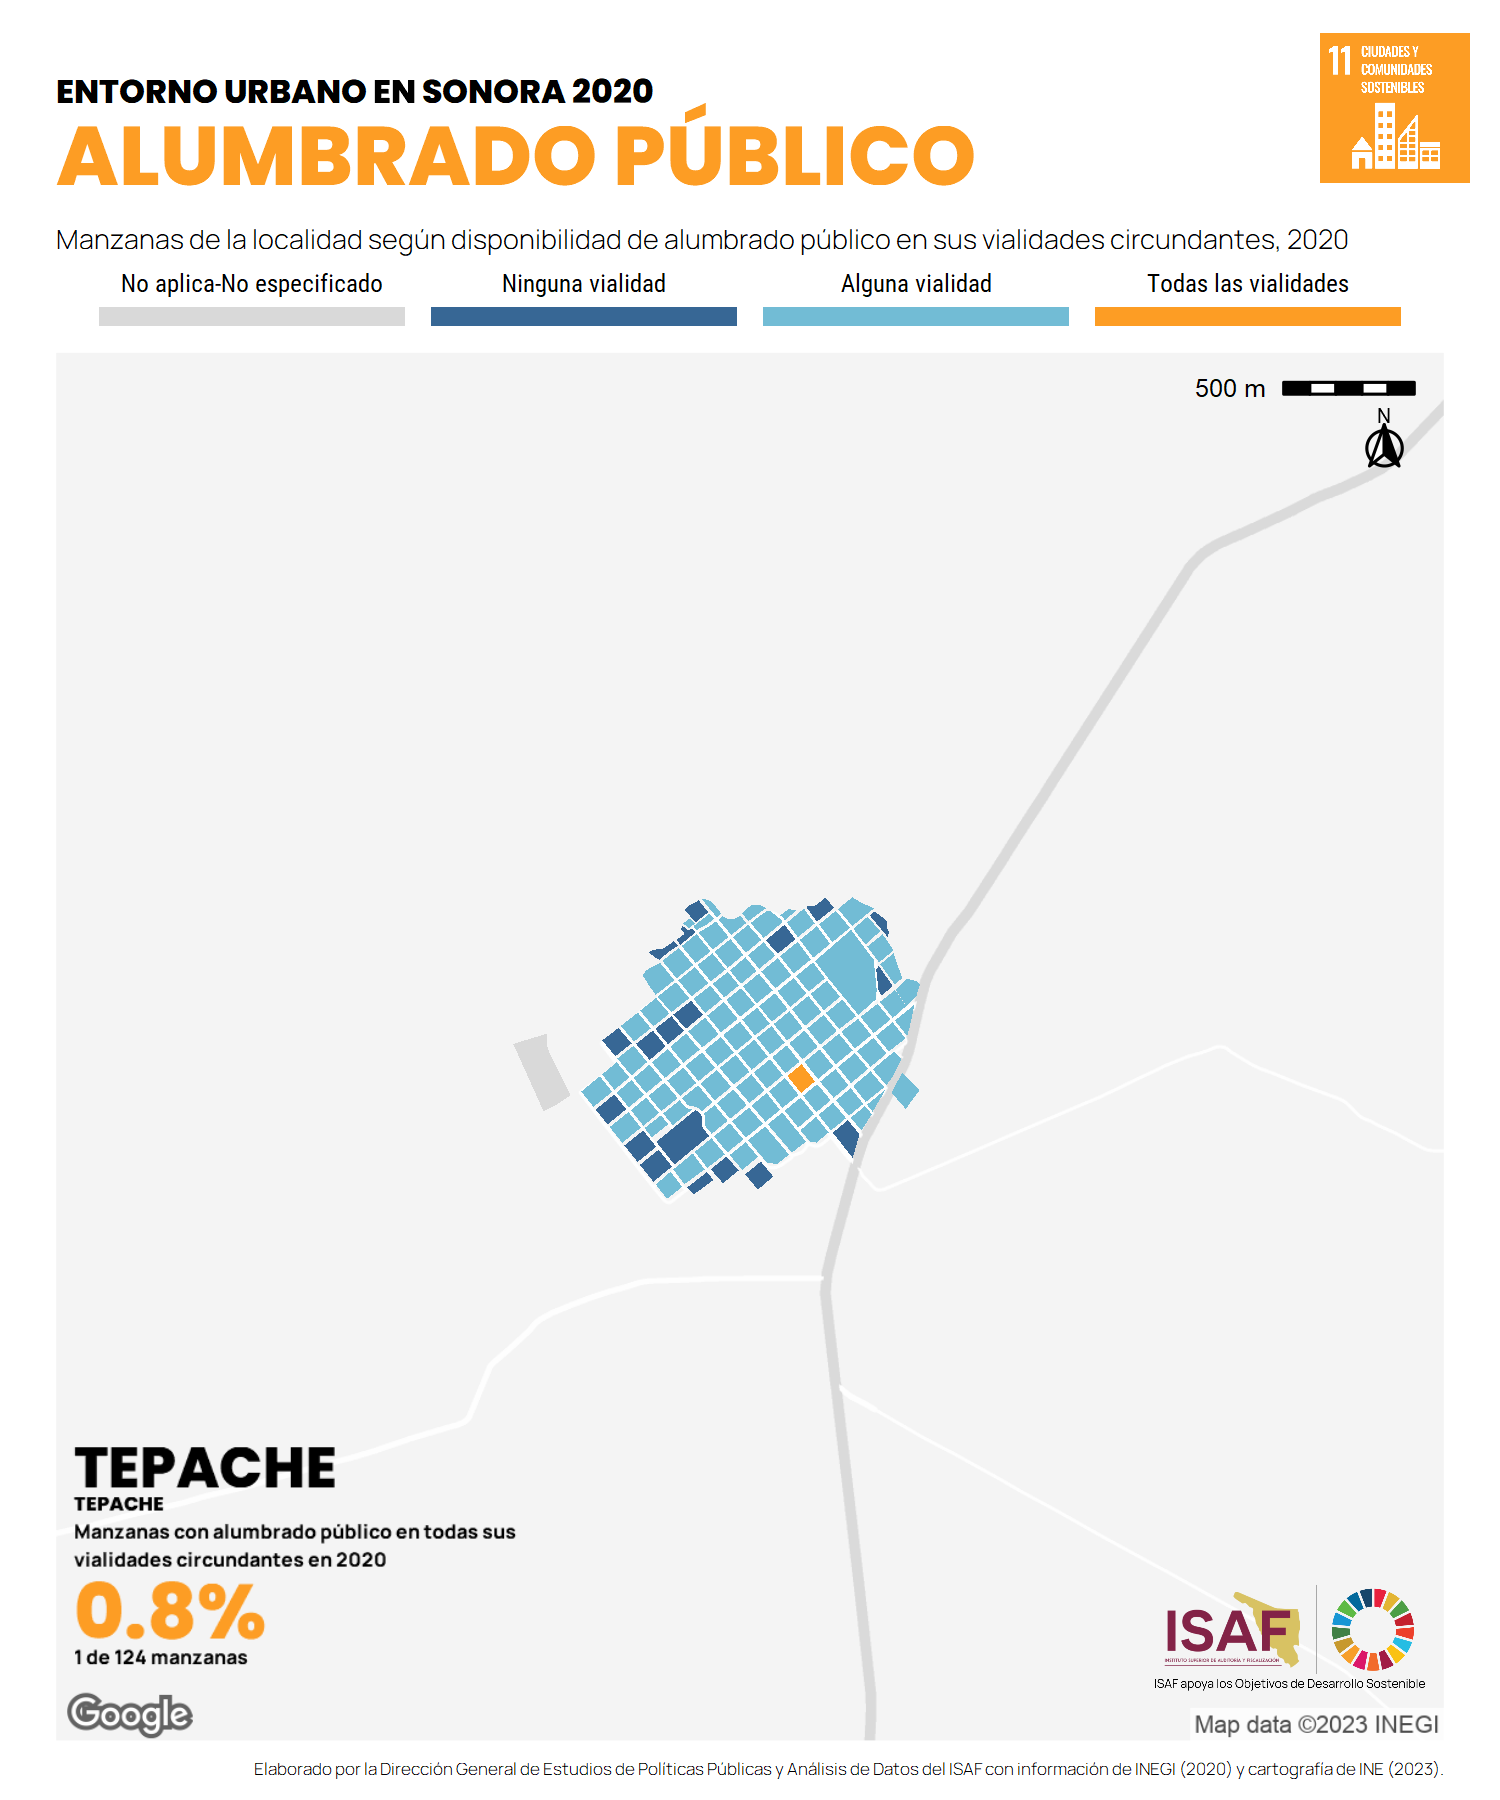 11 CIUDADES Y
COMUNIDADES
SOSTENIBLES
ENTORNO URBANO EN SONORA 2020
ALUMBRADO PÚBLICO
Manzanas de la localidad según disponibilidad de alumbrado público en sus vialidades circundantes, 2020
No aplica-No especificado Ninguna vialidad Alguna vialidad Todas las vialidades
500 m
N
TEPACHE
TEPACHE
Manzanas con alumbrado público en todas sus
vialidades circundantes en 2020
0.8%
1 de 124 manzanas
ISAF
INSTITUTO SUPERIOR DE AUDITORÍA Y FISCALIZACIÓN
ISAF apoya los Objetivos de Desarrollo Sostenible
Google
Map data ©2023 INEGI
Elaborado por la Dirección General de Estudios de Políticas Públicas y Análisis de Datos del ISAF con información de INEGI (2020) y cartografía de INE (2023).